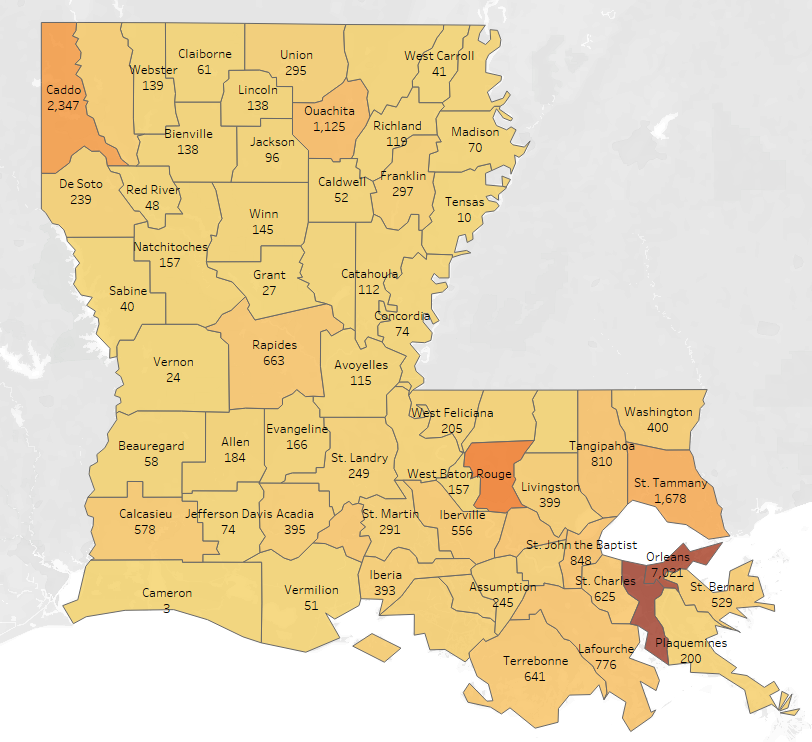 Claiborne
61
Union
295
West Carroll
41
Webster
139
Caddo
2,347
Lincoln
138
Ouachita
1,125
Richland
119
Madison
70
Bienville
138
Jackson
96
De Soto
239
Red River
48
Caldwell
52
Franklin
297
Tensas
10
Winn
145
Natchitoches
157
Grant
27
Catahoula
112
Sabine
40
Concordia
74
Rapides
663
Vernon
24
Avoyelles
115
West Feliciana
205
Washington
400
Evangeline
166
Beauregard
58
Allen
184
St. Landry
249
Tangipahoa
810
West Baton Rouge
157
Livingston
399
St. Tammany
1,678
Calcasieu
578
Jefferson Davis
74
Acadia
395
St. Martin
291
Iberville
556
St. John the Baptist
848
Orleans
7,021
Iberia
393
Assumption
245
St. Charles
625
St. Bernard
529
Cameron
3
Vermilion
51
Terrebonne
641
Lafourche
776
Plaquemines
200